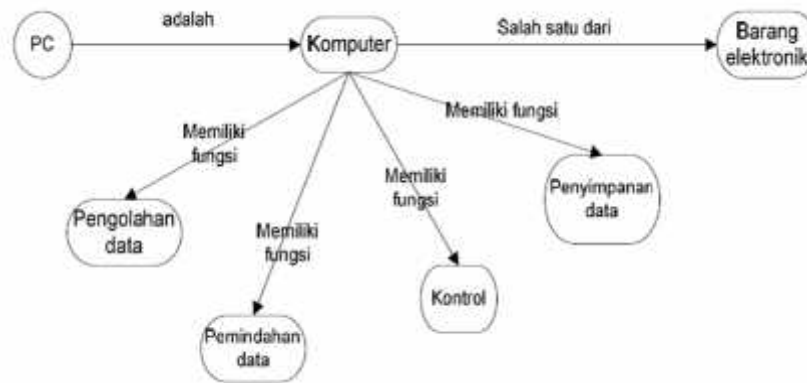 adalah
PC
Komputer
Salah satu dari
Barang
elektronik
Memiliki
fungsi
Memiliki fungsi
Memiliki
fungsi
Memiliki
fungsi
Pengolahan
data
Penyimpanan
data
Kontrol
Pemindahan
data